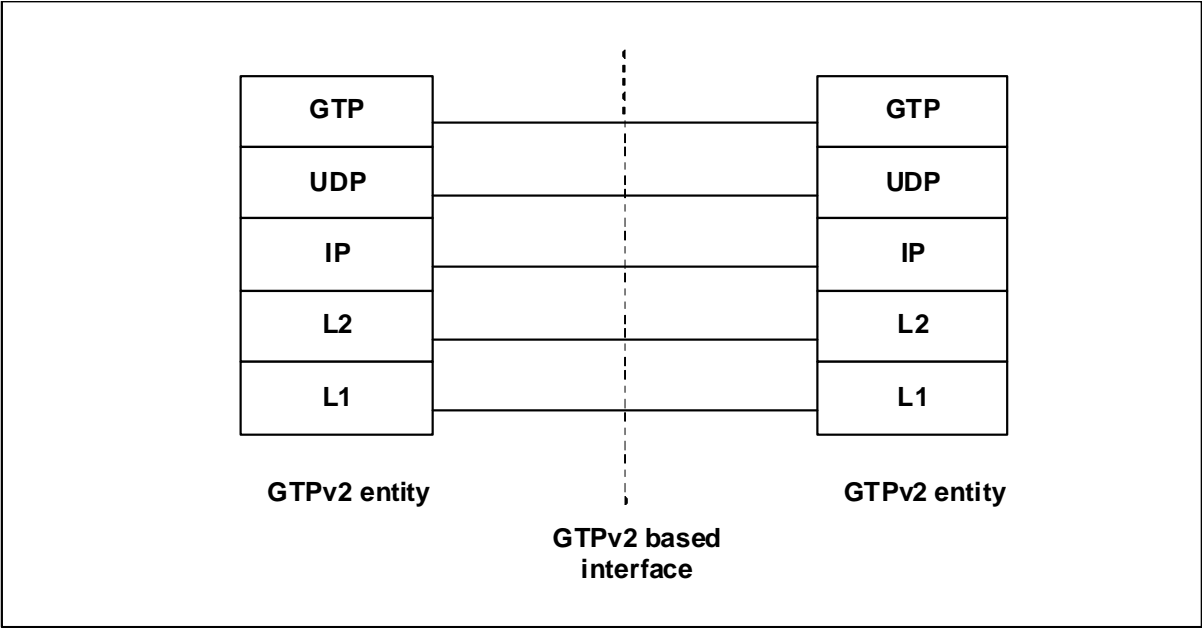 GTP
GTP
UDP
UDP
IP
IP
L2
L2
L1
L1
GTPv2 entity
GTPv2 entity
GTPv2 based
interface